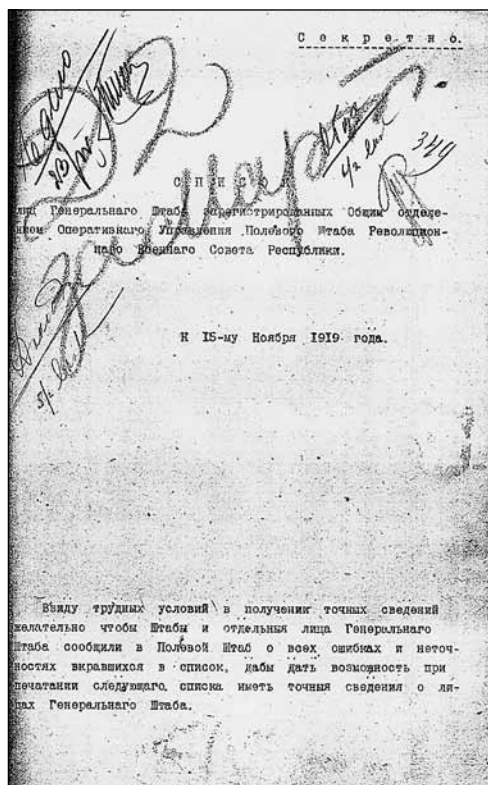 Секретно.
349
СПИСОК
лиц Генеральнаго Штаба зарегистрированных Общим отделе-
нием Оперативнаго Управления Полевого Штаба Революцион-
наго Военнаго Совета Республики.
К 15-му Ноября 1919 года.
Ввиду трудных условий в получении точных сведений
желательно чтобы Штабы и отдельныя лица Генеральнаго
Штаба сообщили в Полевой Штаб о всех ошибках и неточ-
ностях вкравшихся в список, дабы дать возможность при
печатании следующаго списка иметь точныя сведения о ли-
цах Генеральнаго Штаба.